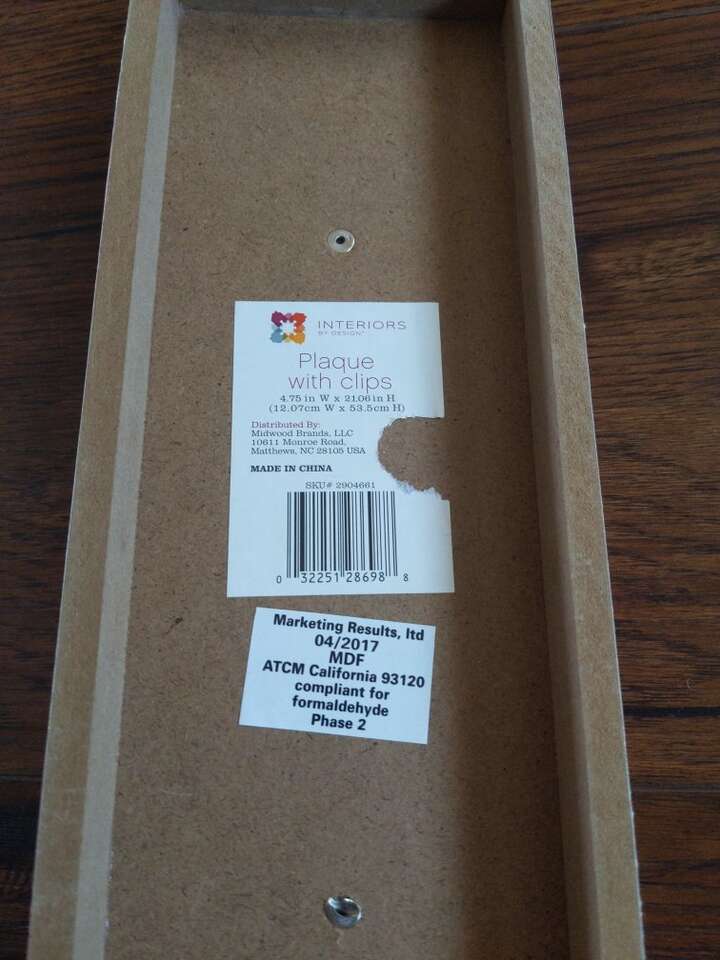 INTERIORS
BY DESIGN®
Plaque
with clips
4.75 in W x 21.06 in H
(12.07cm W x 53.5cm H)
Distributed By:
Midwood Brands, LLC
10611 Monroe Road,
Matthews, NC 28105 USA
MADE IN CHINA
SKU# 2904661
0 32251 28698 8
Marketing Results, ltd
04/2017
MDF
ATCM California 93120
compliant for
formaldehyde
Phase 2